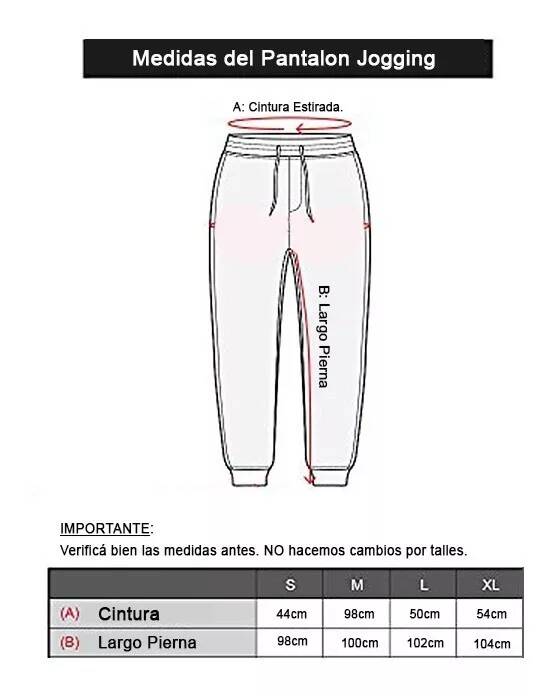 Medidas del Pantalon Jogging
A: Cintura Estirada.
B: Largo Pierna
IMPORTANTE:
Verificá bien las medidas antes. NO hacemos cambios por talles.
S M L XL
(A) Cintura 44cm 98cm 50cm 54cm
(B) Largo Pierna 98cm 100cm 102cm 104cm